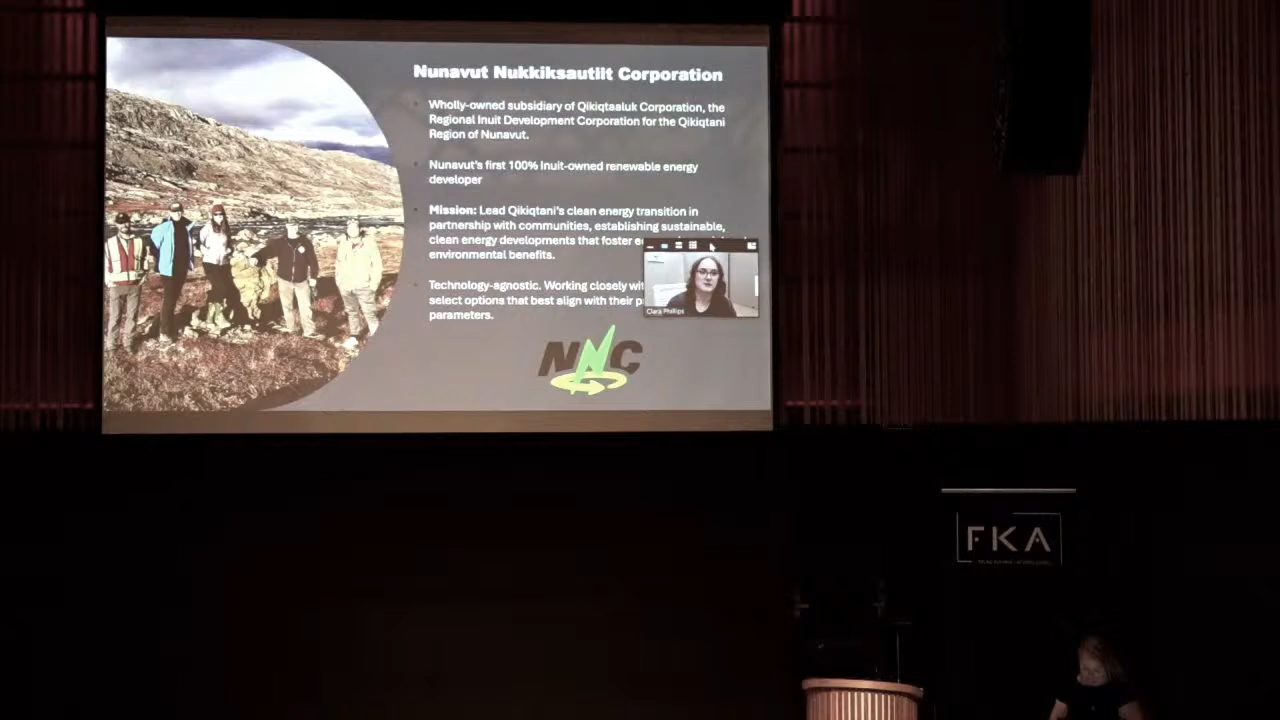 Nunavut Nukkiksautiit Corporation
Wholly-owned subsidiary of Qikiqtaaluk Corporation, the
Regional Inuit Development Corporation for the Qikiqtani
Region of Nunavut.
Nunavut's first 100% Inuit-owned renewable energy
developer
Mission: Lead Qikiqtani's clean energy transition in
partnership with communities, establishing sustainable,
clean energy developments that foster
environmental benefits.
Technology-agnostic. Working closely
select options that best align with their
parameters.
Clara Phillips
NNC
FKA